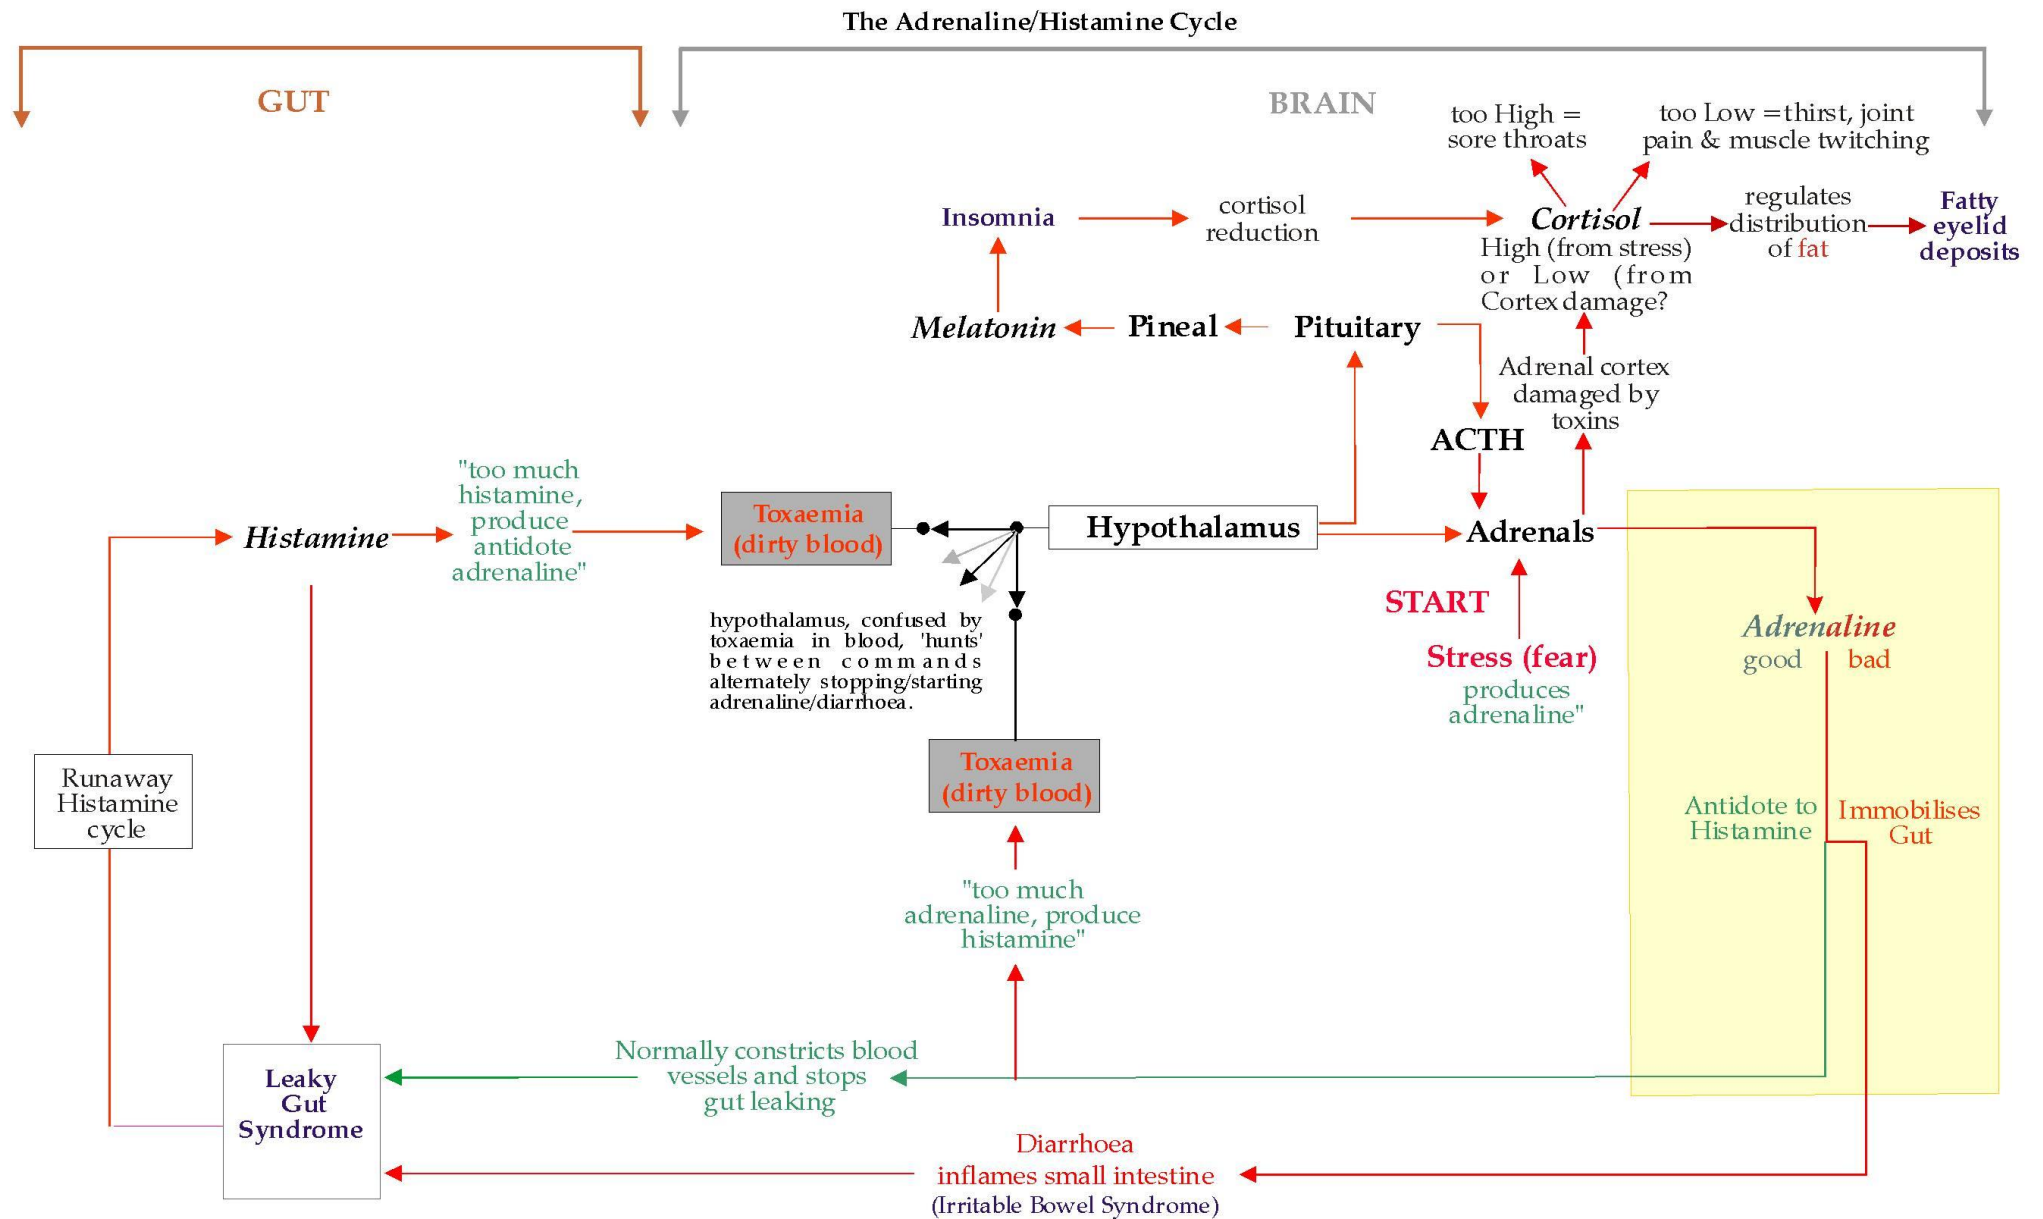 The Adrenaline/Histamine Cycle
GUT
BRAIN
too High =
sore throats
too Low =thirst, joint
pain & muscle twitching
Insomnia
cortisol
reduction
Cortisol
High (from stress)
or Low (from
Cortex damage?
regulates
distribution
of fat
Fatty
eyelid
deposits
Melatonin
Pineal
Pituitary
Adrenal cortex
damaged by
toxins
ACTH
"too much
histamine,
produce
antidote
adrenaline"
Histamine
Toxaemia
(dirty blood)
Hypothalamus
Adrenals
hypothalamus, confused by
toxaemia in blood, 'hunts'
between commands
alternately stopping/starting
adrenaline/diarrhoea.
START
Stress (fear)
produces
adrenaline"
Adrenaline
good bad
Toxaemia
(dirty blood)
Runaway
Histamine
cycle
Antidote to
Histamine
Immobilises
Gut
"too much
adrenaline, produce
histamine"
Normally constricts blood
vessels and stops
gut leaking
Leaky
Gut
Syndrome
Diarrhoea
inflames small intestine
(Irritable Bowel Syndrome)